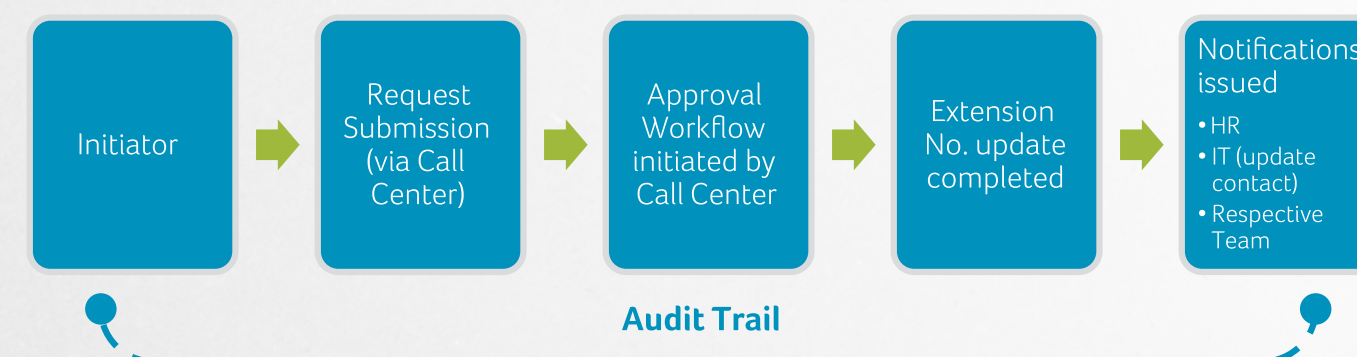 Initiator
Request
Submission
(via Call
Center)
Approval
Workflow
initiated by
Call Center
Extension
No. update
completed
Notifications
issued
• HR
• IT (update
contact)
• Respective
Team
Audit Trail